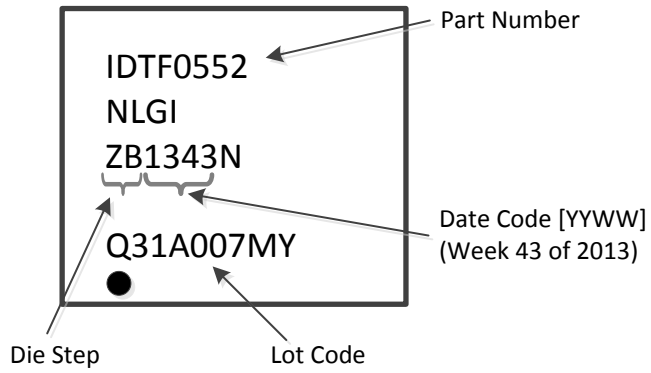 Part Number
IDTF0552
NLGI
ZB1343N
Date Code [YYWW]
(Week 43 of 2013)
Q31A007MY
Die Step
Lot Code